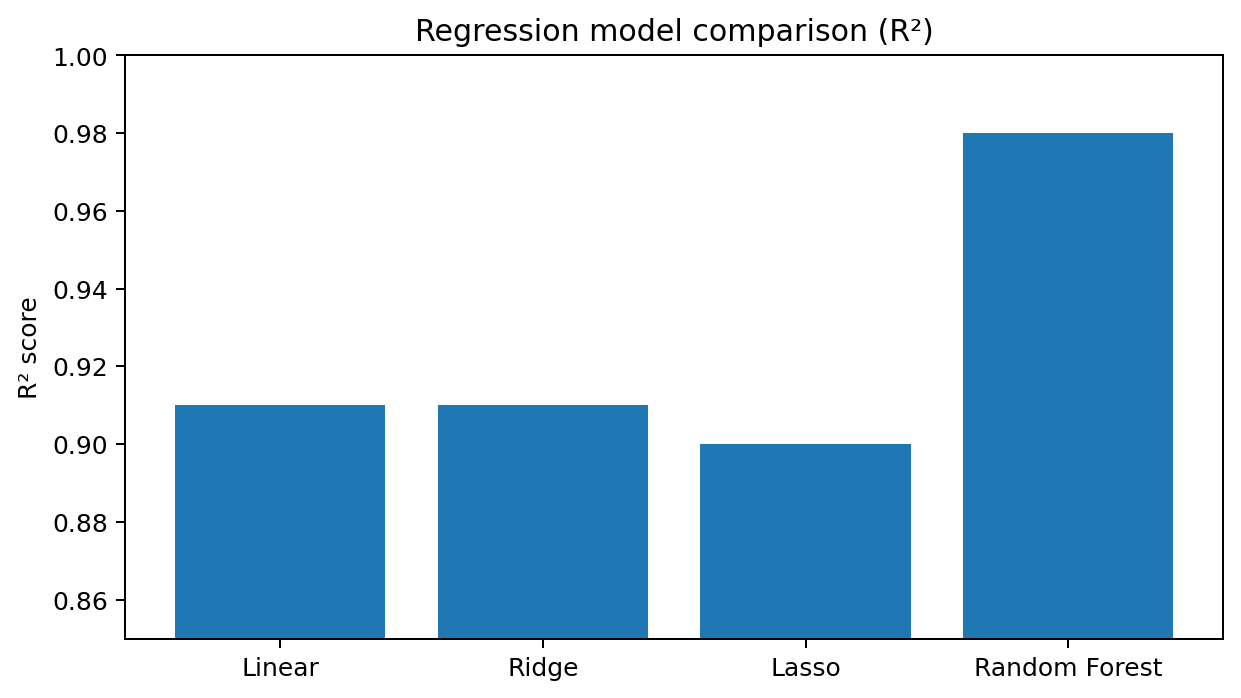 Regression model comparison (R²)
R² score
1.00
0.98
0.96
0.94
0.92
0.90
0.88
0.86
Linear Ridge Lasso Random Forest